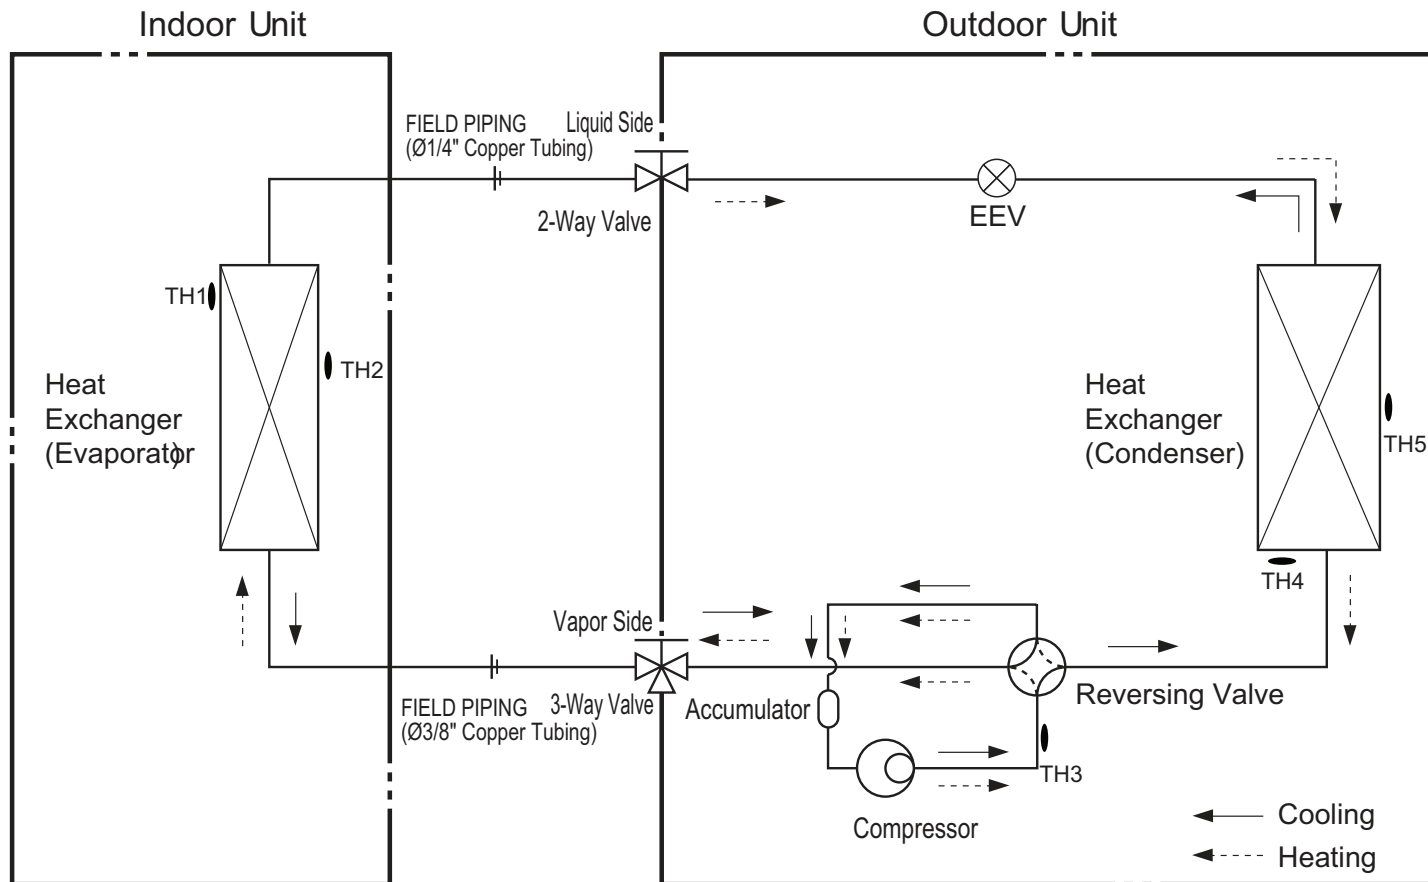 Indoor Unit
Outdoor Unit
FIELD PIPING
(Ø1/4" Copper Tubing)
Liquid Side
2-Way Valve
EEV
TH1
TH2
Heat
Exchanger
(Evaporator)
Heat
Exchanger
(Condenser)
TH5
TH4
Vapor Side
3-Way Valve
FIELD PIPING
(Ø3/8" Copper Tubing)
Accumulator
Reversing Valve
TH3
Compressor
Cooling
Heating